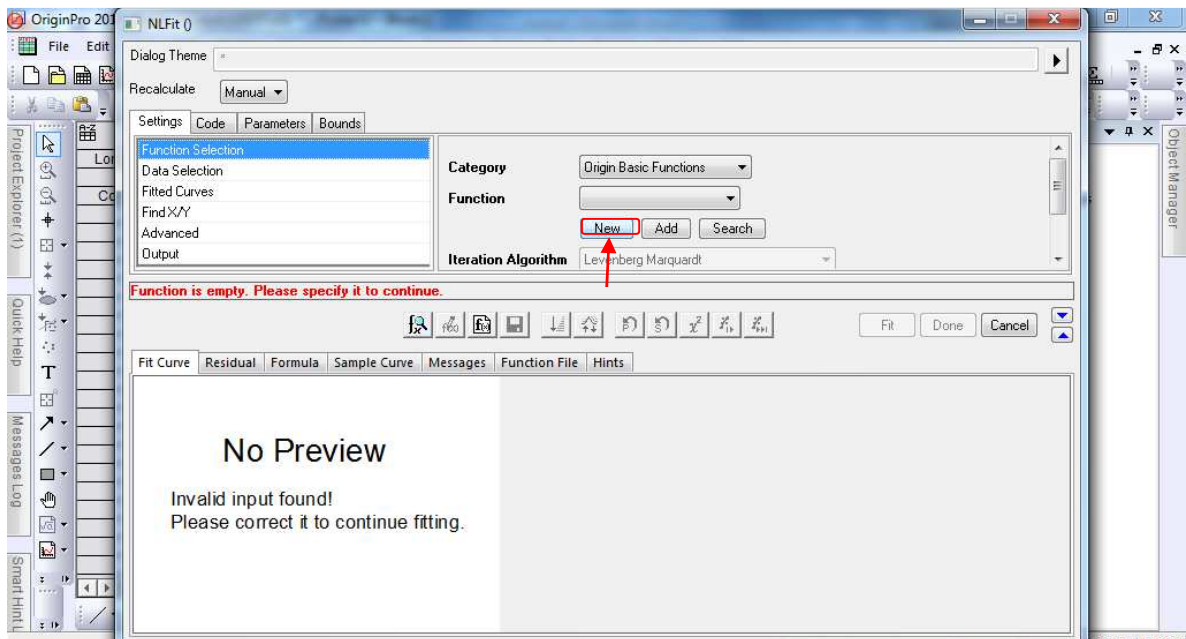 OriginPro 201
NLFit ()
File Edit
Dialog Theme *
Recalculate Manual
Settings Code Parameters Bounds
Function Selection
Data Selection
Fitted Curves
Find X/Y
Advanced
Output
Category Origin Basic Functions
Function
New Add Search
Iteration Algorithm Levenberg Marquardt
Function is empty. Please specify it to continue.
Fit Done Cancel
Fit Curve Residual Formula Sample Curve Messages Function File Hints
No Preview
Invalid input found!
Please correct it to continue fitting.
Project Explorer (1)
Quick Help
Messages Log
Smart Hint L
Object Manager
Lon
Co
T